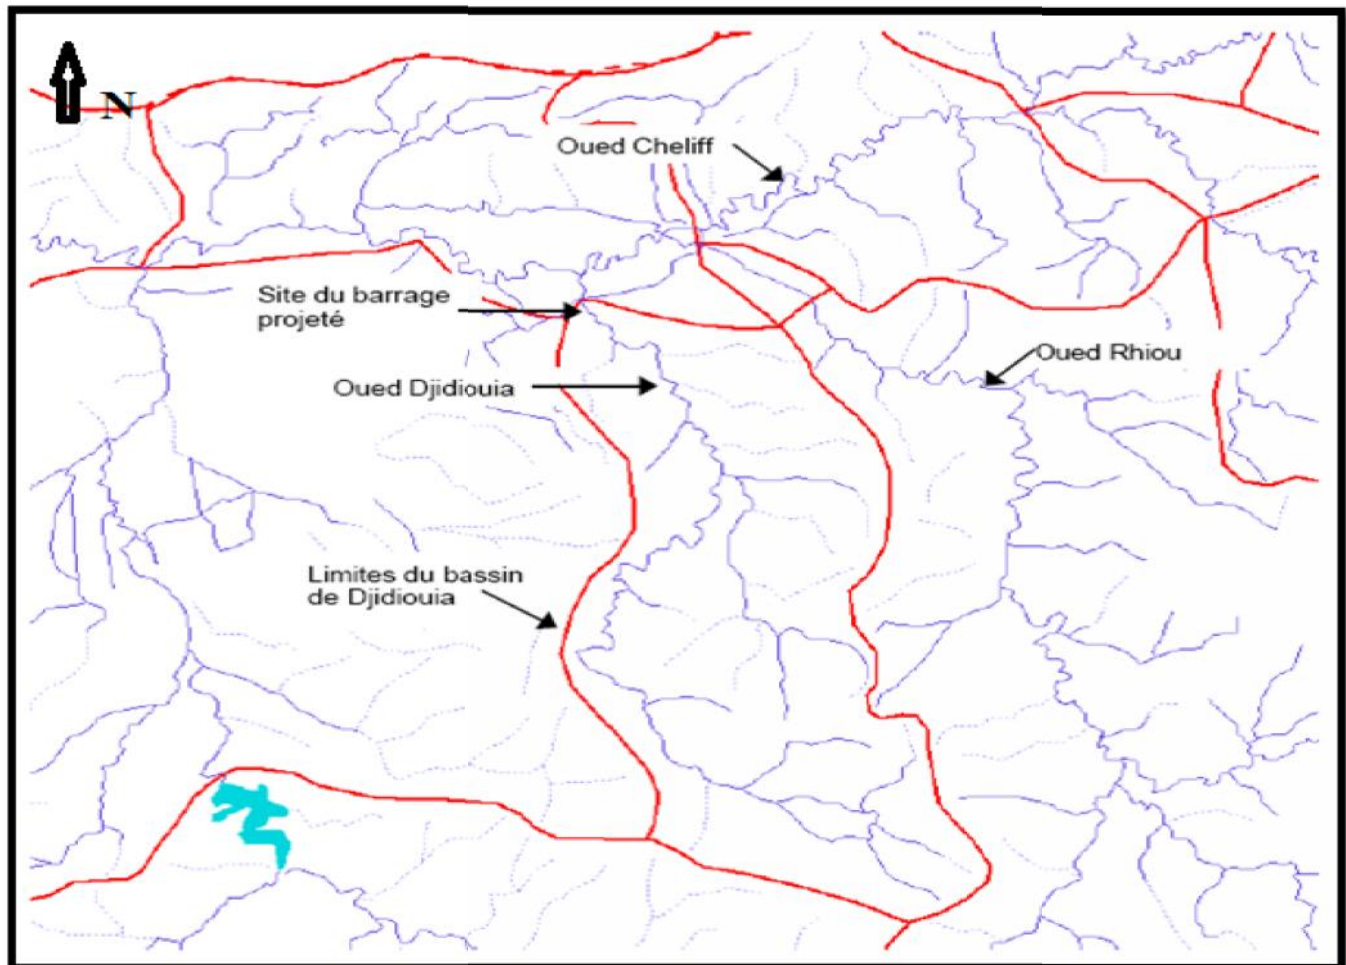 N
Oued Cheliff
Site du barrage
projeté
Oued Rhiou
Oued Djidiouia
Limites du bassin
de Djidiouia